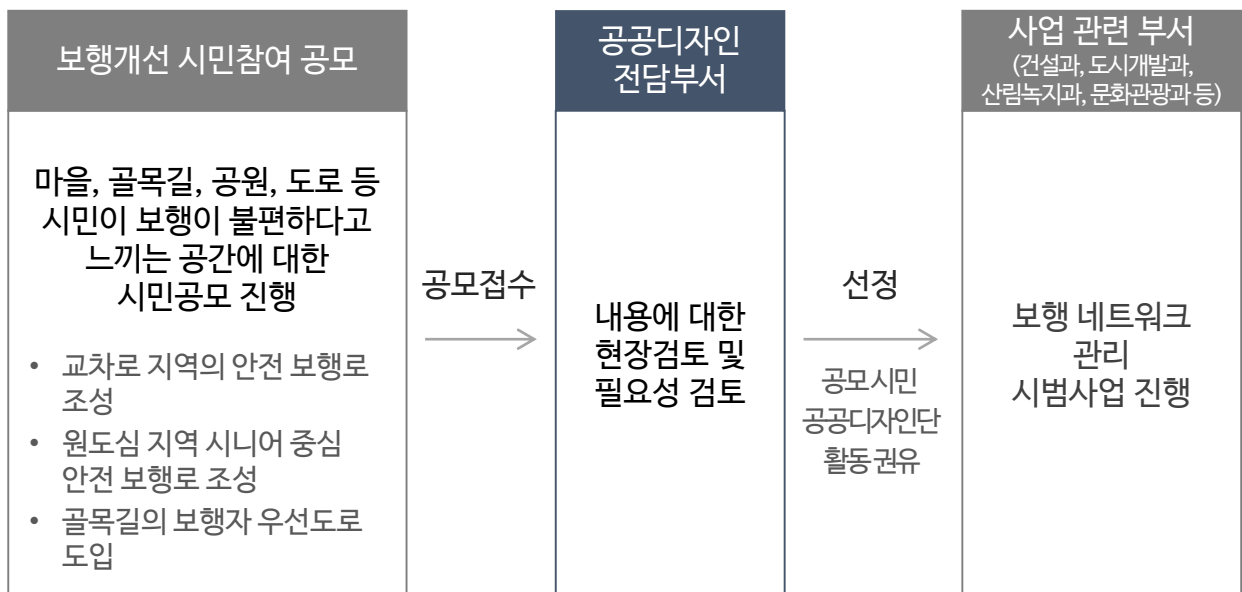 보행개선 시민참여 공모
마을, 골목길, 공원, 도로 등
시민이 보행이 불편하다고
느끼는 공간에 대한
시민공모 진행
• 교차로 지역의 안전 보행로
조성
• 원도심 지역 시니어 중심
안전 보행로 조성
• 골목길의 보행자 우선도로
도입
공모접수
공공디자인
전담부서
내용에 대한
현장검토 및
필요성 검토
선정
공모시민
공공디자인단
활동권유
사업 관련 부서
(건설과, 도시개발과,
산림녹지과, 문화관광과 등)
보행 네트워크
관리
시범사업 진행